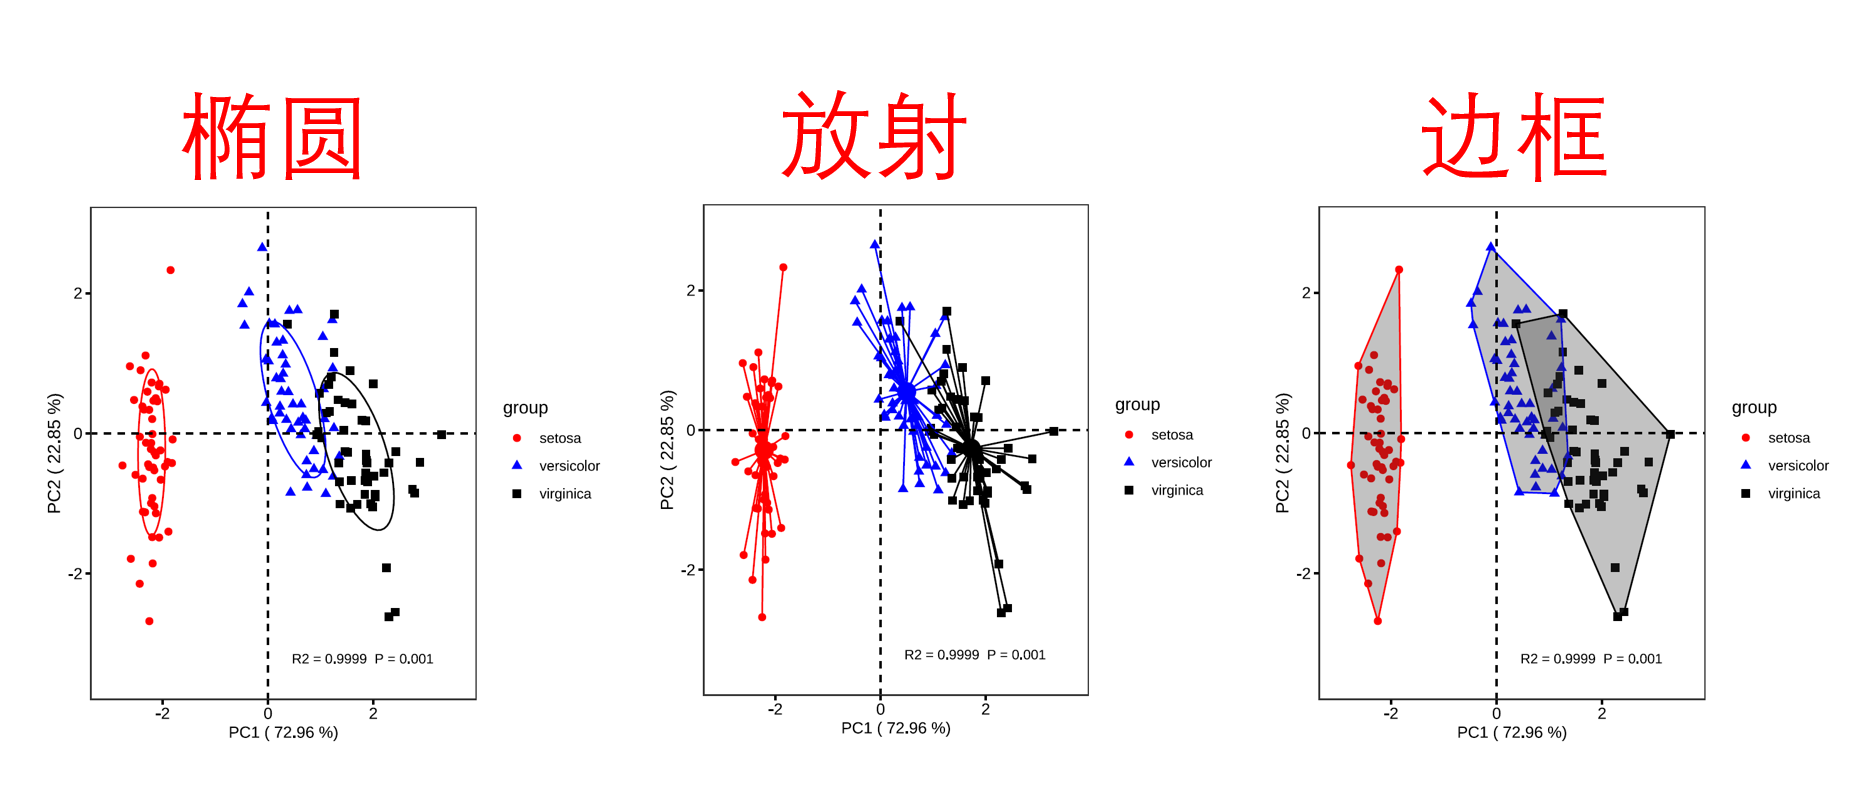 椭圆
放射
边框
PC2 ( 22.85 %)
2
0
-2
-2 0 2
PC1 ( 72.96 %)
R2 = 0.9999 P = 0.001
group
setosa
versicolor
virginica
PC2 ( 22.85 %)
2
0
-2
-2 0 2
PC1 ( 72.96 %)
R2 = 0.9999 P = 0.001
group
setosa
versicolor
virginica
PC2 ( 22.85 %)
2
0
-2
-2 0 2
PC1 ( 72.96 %)
R2 = 0.9999 P = 0.001
group
setosa
versicolor
virginica